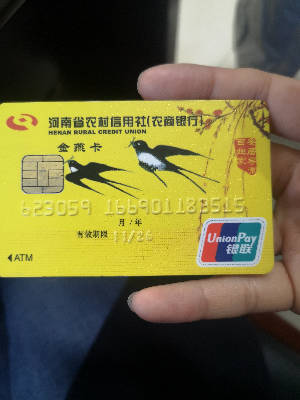 河南省农村信用社(农商银行)
HENAN RURAL CREDIT UNION
金燕卡
623059
月/年
有效期限 11/26
ATM
UnionPay
银联